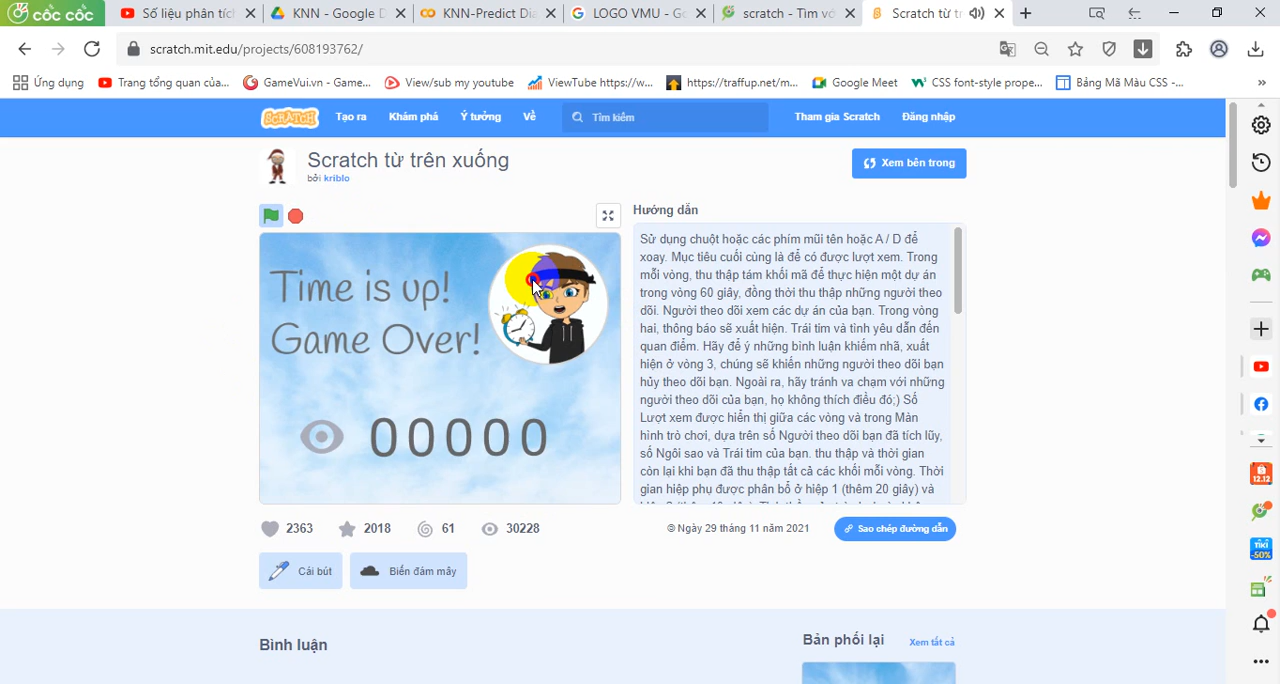 cốc cốc
Số liệu phân tích
KNN - Google D
KNN-Predict Dia
LOGO VMU - Go
scratch - Tìm vớ
Scratch từ tr
scratch.mit.edu/projects/608193762/
Ứng dụng
Trang tổng quan của...
GameVui.vn - Game...
View/sub my youtube
ViewTube https://w...
https://traffup.net/m...
Google Meet
CSS font-style prope...
Bảng Mã Màu CSS -...
SCRATCH
Tạo ra
Khám phá
Ý tưởng
Về
Tìm kiếm
Tham gia Scratch
Đăng nhập
Scratch từ trên xuống
bởi kriblo
Xem bên trong
Time is up!
Game Over!
00000
Hướng dẫn
Sử dụng chuột hoặc các phím mũi tên hoặc A / D để
xoay. Mục tiêu cuối cùng là để có được lượt xem. Trong
mỗi vòng, thu thập tám khối mã để thực hiện một dự án
trong vòng 60 giây, đồng thời thu thập những người theo
dõi. Người theo dõi xem các dự án của bạn. Trong vòng
hai, thông báo sẽ xuất hiện. Trái tim và tình yêu dẫn đến
quan điểm. Hãy để ý những bình luận khiếm nhã, xuất
hiện ở vòng 3, chúng sẽ khiến những người theo dõi bạn
hủy theo dõi bạn. Ngoài ra, hãy tránh va chạm với những
người theo dõi của bạn, họ không thích điều đó;) Số
Lượt xem được hiển thị giữa các vòng và trong Màn
hình trò chơi, dựa trên số Người theo dõi bạn đã tích lũy,
số Ngôi sao và Trái tim của bạn. thu thập và thời gian
còn lại khi bạn đã thu thập tất cả các khối mỗi vòng. Thời
gian hiệp phụ được phân bổ ở hiệp 1 (thêm 20 giây) và
2363
2018
61
30228
© Ngày 29 tháng 11 năm 2021
Sao chép đường dẫn
Cái bút
Biến đám mây
Bình luận
Bản phối lại
Xem tất cả
12.12
TIKI
-50%